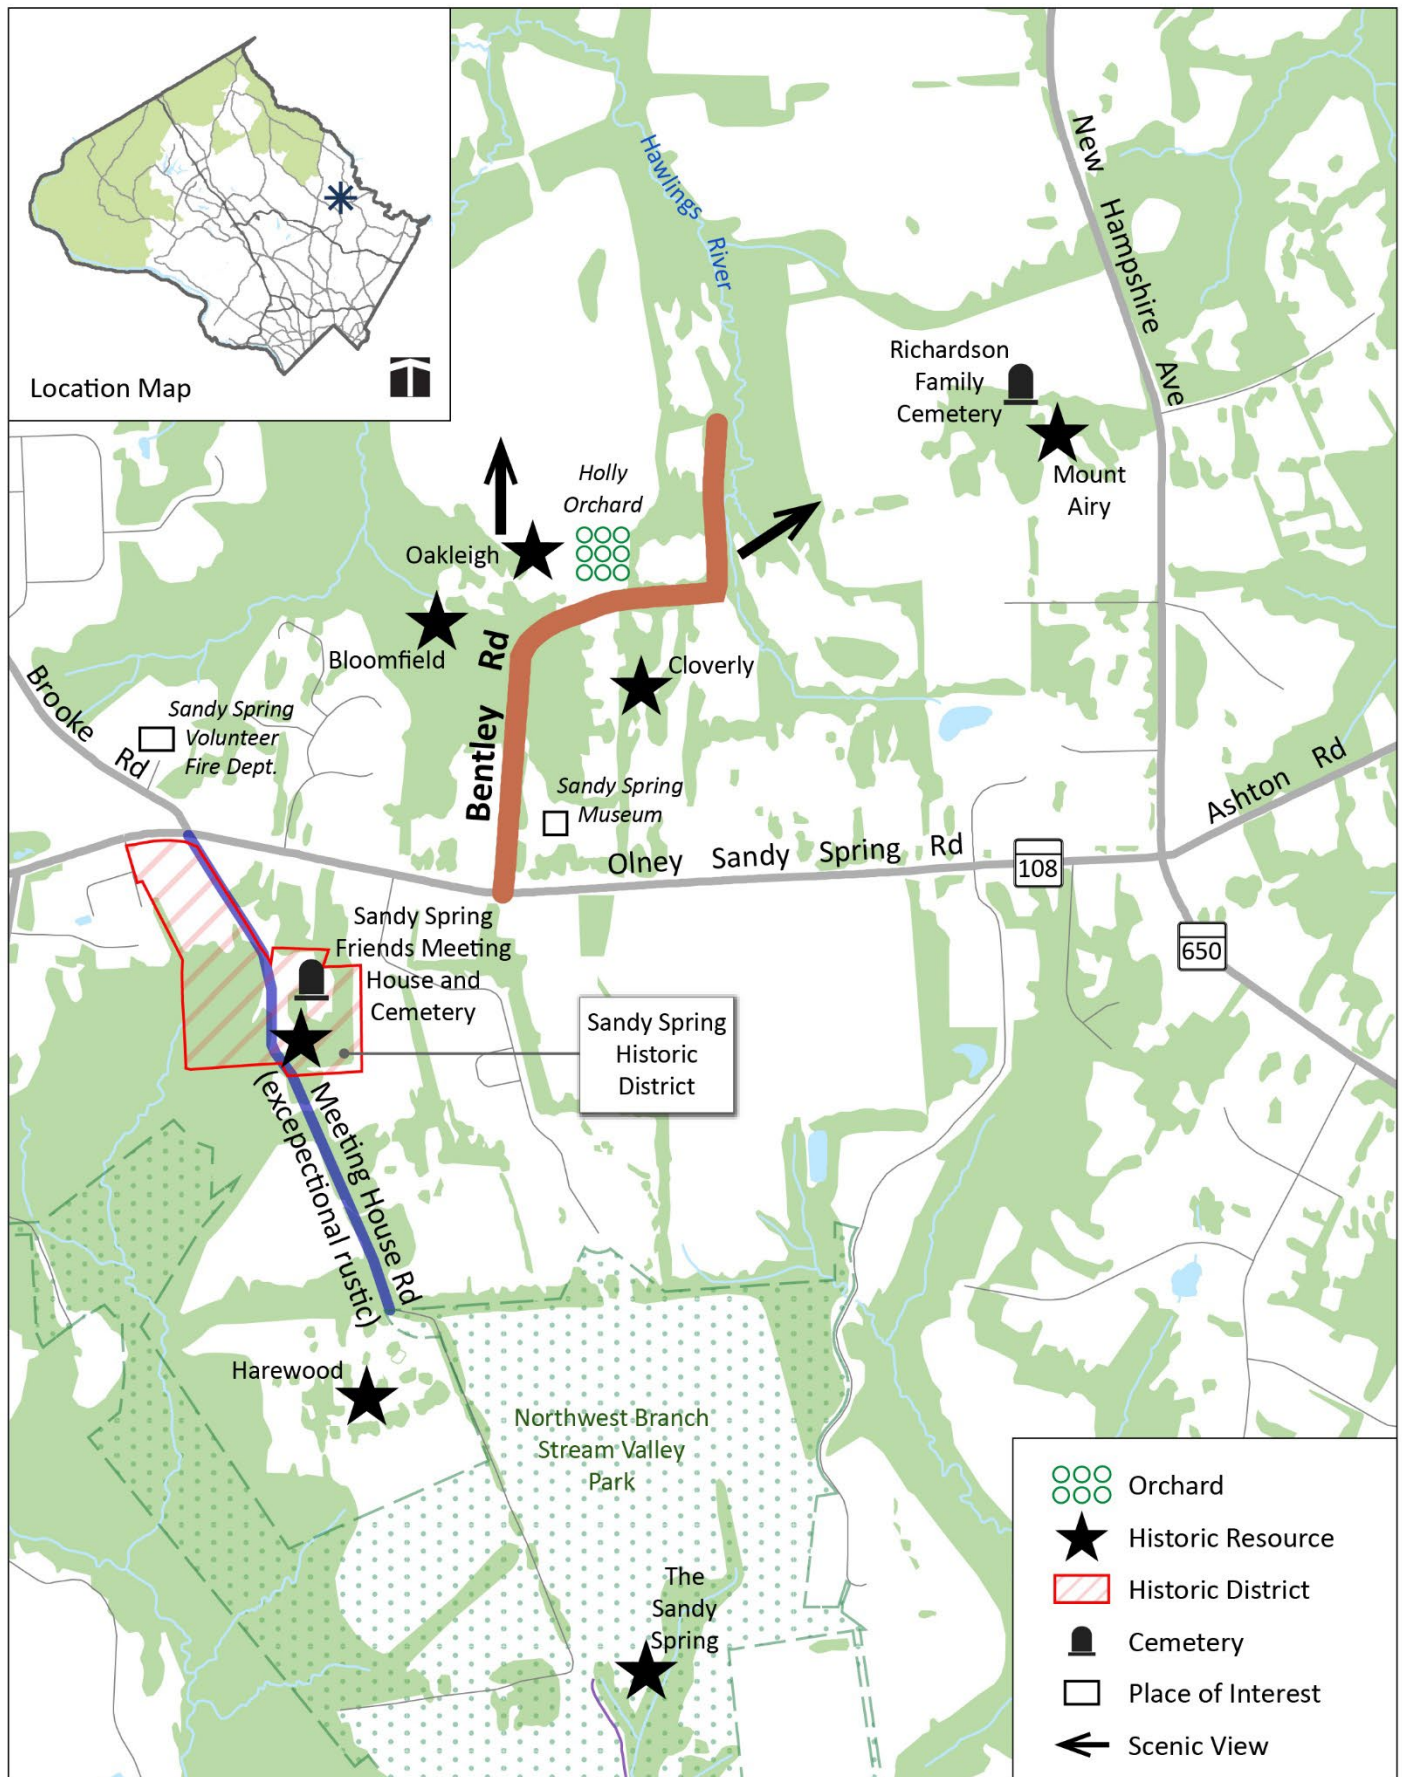 Location Map
Hawlings
River
New
Hampshire
Ave
Richardson
Family
Cemetery
Mount
Airy
Holly
Orchard
Oakleigh
Bloomfield
Bentley Rd
Cloverly
Brooke
Rd
Sandy Spring
Volunteer
Fire Dept.
Sandy Spring
Museum
Olney Sandy Spring Rd
108
Ashton Rd
650
Sandy Spring
Friends Meeting
House and
Cemetery
Sandy Spring
Historic
District
Meeting House Rd
(excepectional rustic)
Harewood
Northwest Branch
Stream Valley
Park
The
Sandy
Spring
Orchard
Historic Resource
Historic District
Cemetery
Place of Interest
Scenic View